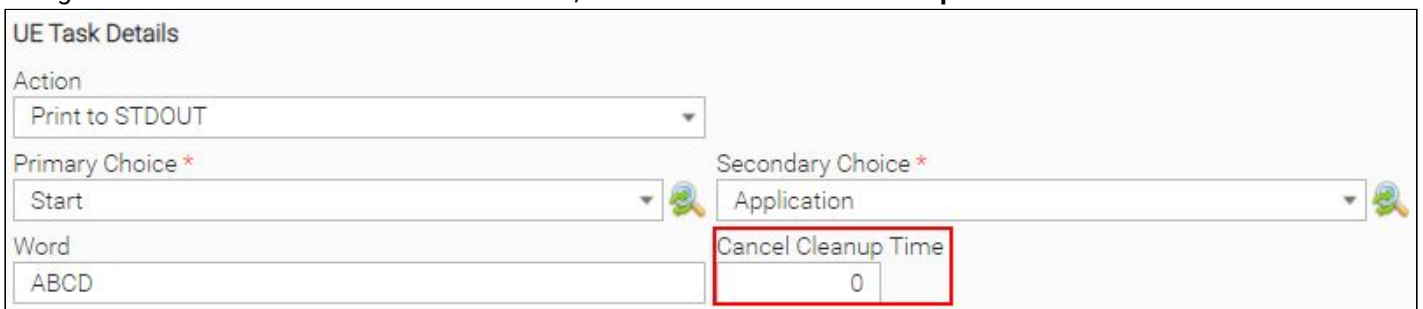 UE Task Details
Action
Print to STDOUT
Primary Choice *
Secondary Choice *
Start
Application
Word
Cancel Cleanup Time
ABCD
0